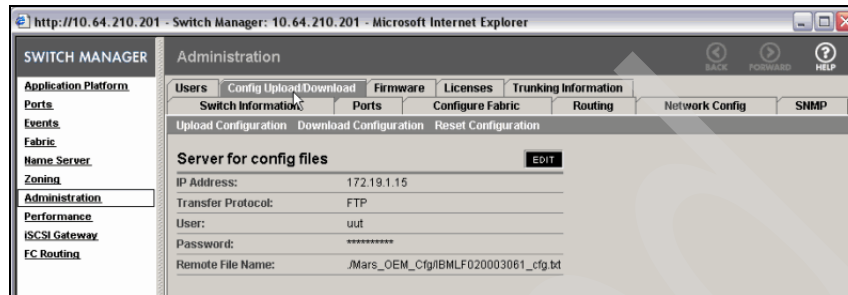 http://10.64.210.201 - Switch Manager: 10.64.210.201 - Microsoft Internet Explorer
SWITCH MANAGER
Administration
BACK FORWARD HELP
Application Platform
Ports
Events
Fabric
Name Server
Zoning
Administration
Performance
iSCSI Gateway
FC Routing
Users Config Upload/Download Firmware Licenses Trunking Information
Switch Information Ports Configure Fabric Routing Network Config SNMP
Upload Configuration Download Configuration Reset Configuration
Server for config files EDIT
IP Address: 172.19.1.15
Transfer Protocol: FTP
User: uut
Password: **********
Remote File Name: ./Mars_OEM_Cfg/IBMLF020003061_cfg.txt